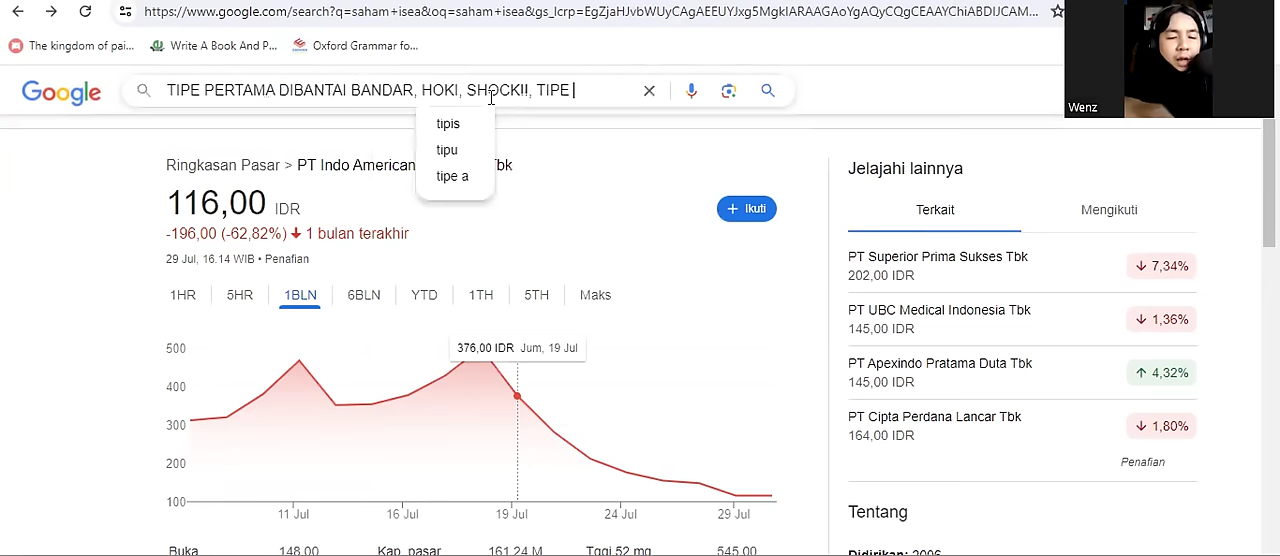 https://www.google.com/search?q=saham+isea&oq=saham+isea&gs_lcrp=EgZjaHJvbWUyCAgAEEUYJxg5MgkIARAAGAoYgAQyCQgCEAAYChiABDIJCAM...
The kingdom of pai...
Write A Book And P...
Oxford Grammar fo...
Google
TIPE PERTAMA DIBANTAI BANDAR, HOKI, SHOCK!!, TIPE
tipis
tipu
tipe a
Wenz
Ringkasan Pasar > PT Indo American
bk
116,00 IDR
-196,00 (-62,82%) ↓ 1 bulan terakhir
29 Jul, 16.14 WIB • Penafian
+ Ikuti
1HR 5HR 1BLN 6BLN YTD 1TH 5TH Maks
376,00 IDR Jum, 19 Jul
500
400
300
200
100
11 Jul 16 Jul 19 Jul 24 Jul 29 Jul
Buka 148,00 Kap. pasar 161,24 M Tggi 52 mg 545,00
Jelajahi lainnya
Terkait Mengikuti
PT Superior Prima Sukses Tbk
202,00 IDR
↓ 7,34%
PT UBC Medical Indonesia Tbk
145,00 IDR
↓ 1,36%
PT Apexindo Pratama Duta Tbk
145,00 IDR
↑ 4,32%
PT Cipta Perdana Lancar Tbk
164,00 IDR
↓ 1,80%
Penafian
Tentang
Didirikan: 2006